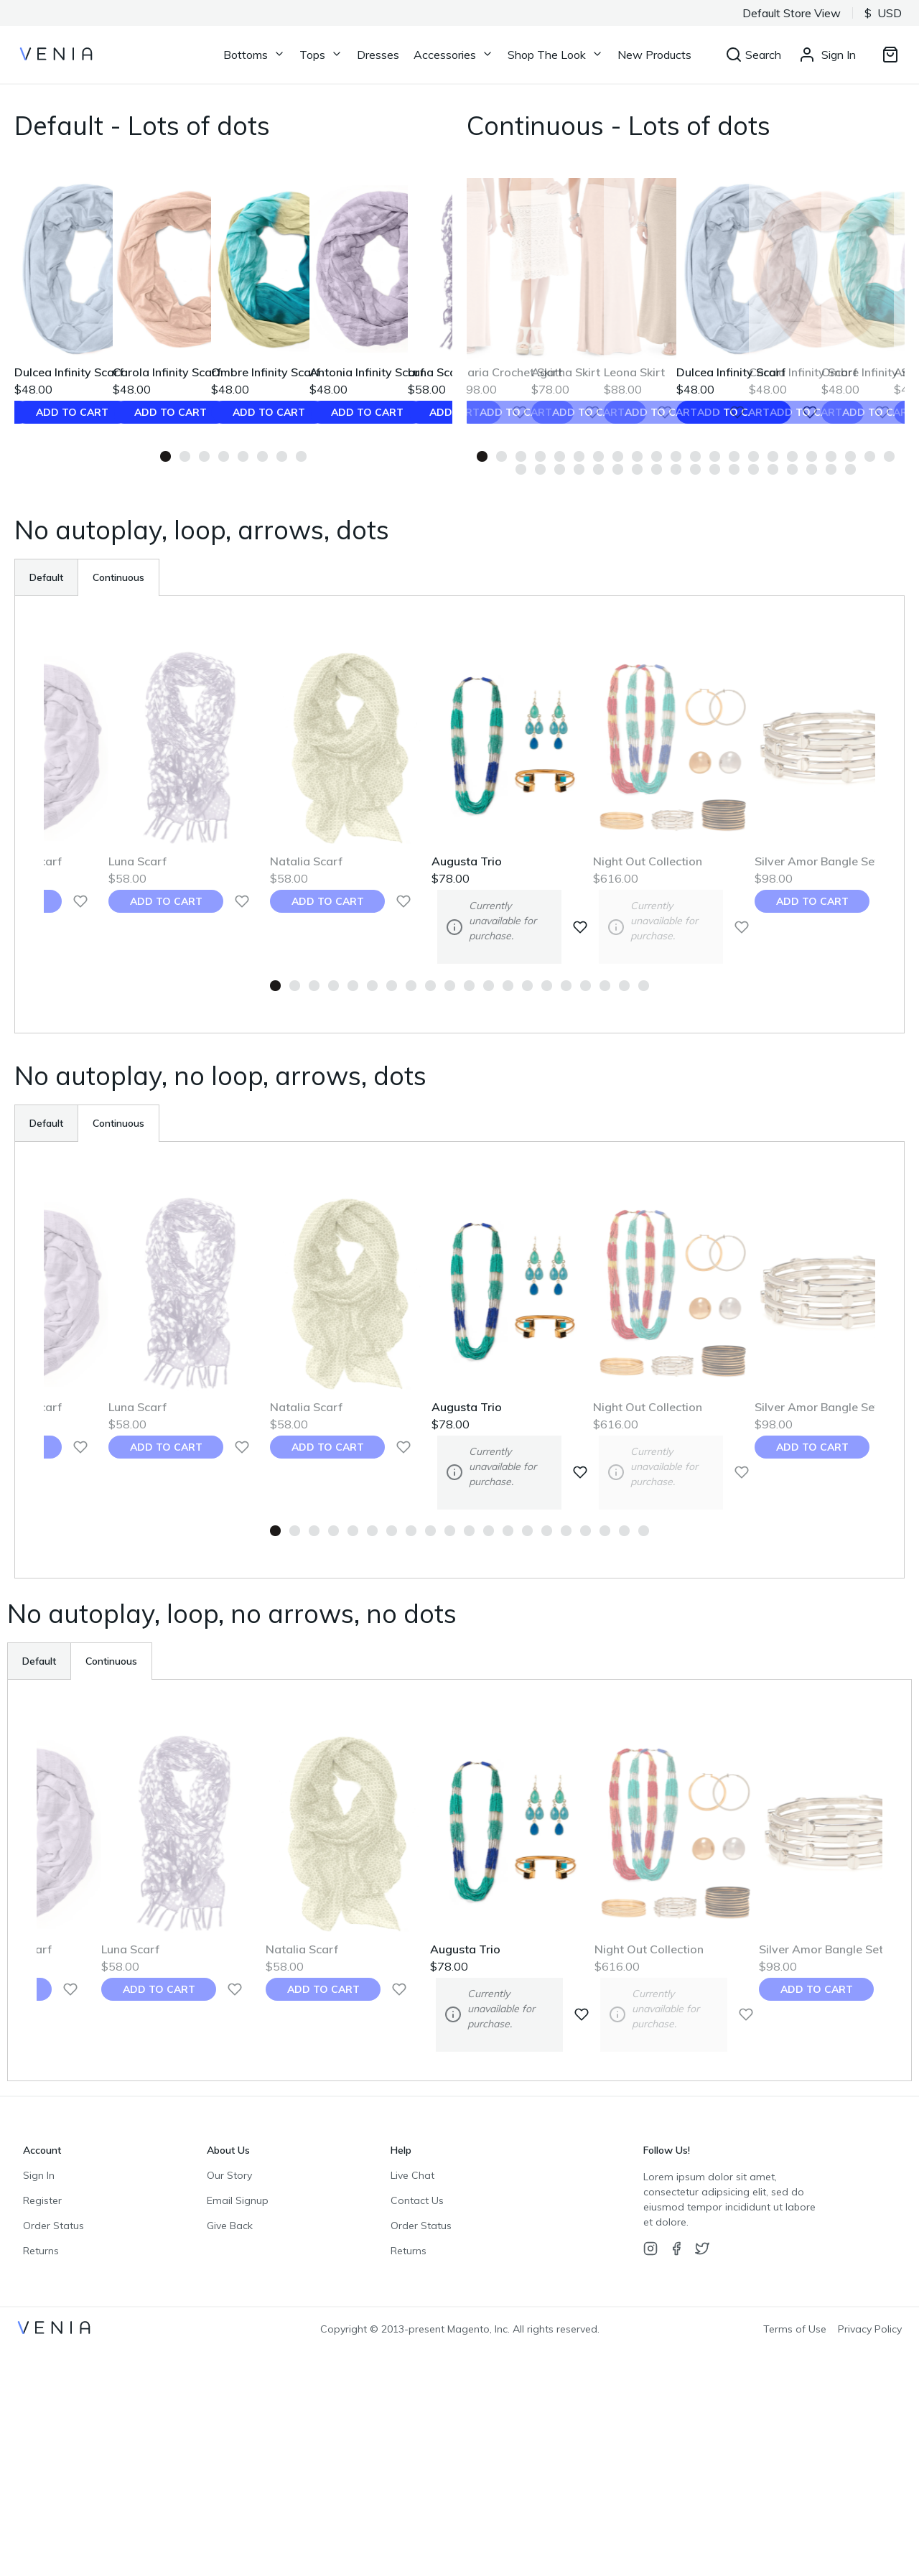 Default Store View $ USD
VENIA Bottoms Tops Dresses Accessories Shop The Look New Products Search Sign In
Default - Lots of dots
Continuous - Lots of dots
Dulcea Infinity Scarf Carola Infinity Scarf Ombre Infinity Scarf Antonia Infinity Scarf Luna Sca
$48.00 $48.00 $48.00 $48.00 $58.00
ADD TO CART ADD TO CART ADD TO CART ADD TO CART ADD
aria Crochet Skirt Agatha Skirt Leona Skirt Dulcea Infinity Scarf Carola Infinity Scarf Ombre Infinity S
98.00 $78.00 $88.00 $48.00 $48.00 $48.00
No autoplay, loop, arrows, dots
Default Continuous
carf Luna Scarf Natalia Scarf Augusta Trio Night Out Collection Silver Amor Bangle Se
$58.00 $58.00 $78.00 $616.00 $98.00
ADD TO CART ADD TO CART ADD TO CART
Currently unavailable for purchase.
Currently unavailable for purchase.
No autoplay, no loop, arrows, dots
Default Continuous
carf Luna Scarf Natalia Scarf Augusta Trio Night Out Collection Silver Amor Bangle Se
$58.00 $58.00 $78.00 $616.00 $98.00
ADD TO CART ADD TO CART ADD TO CART
Currently unavailable for purchase.
Currently unavailable for purchase.
No autoplay, loop, no arrows, no dots
Default Continuous
arf Luna Scarf Natalia Scarf Augusta Trio Night Out Collection Silver Amor Bangle Set
$58.00 $58.00 $78.00 $616.00 $98.00
ADD TO CART ADD TO CART ADD TO CART
Currently unavailable for purchase.
Currently unavailable for purchase.
Account
Sign In
Register
Order Status
Returns
About Us
Our Story
Email Signup
Give Back
Help
Live Chat
Contact Us
Order Status
Returns
Follow Us!
Lorem ipsum dolor sit amet,
consectetur adipiscing elit, sed do
eiusmod tempor incididunt ut labore
et dolore.
VENIA Copyright © 2013-present Magento, Inc. All rights reserved. Terms of Use Privacy Policy